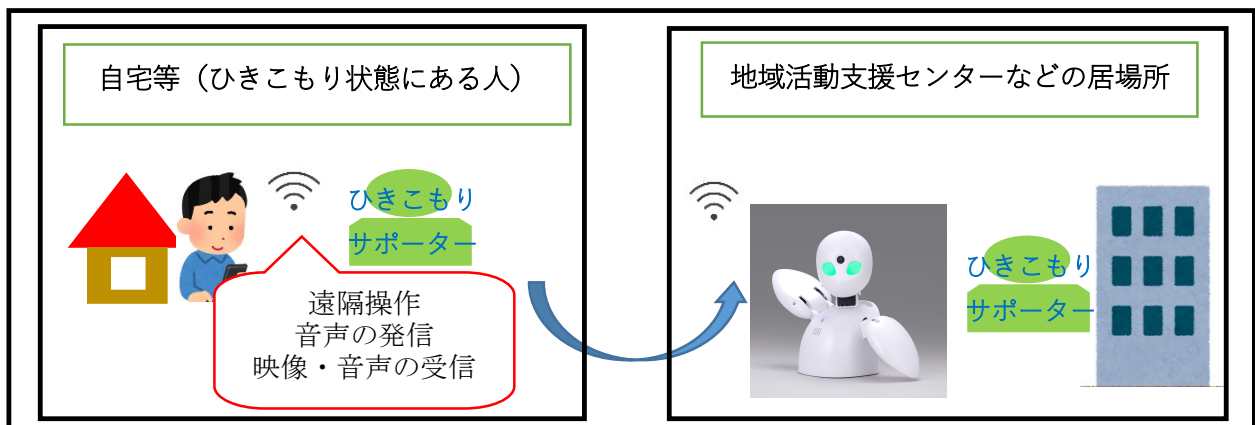 自宅等（ひきこもり状態にある人）
ひきこもり
サポーター
遠隔操作
音声の発信
映像・音声の受信
地域活動支援センターなどの居場所
ひきこもり
サポーター